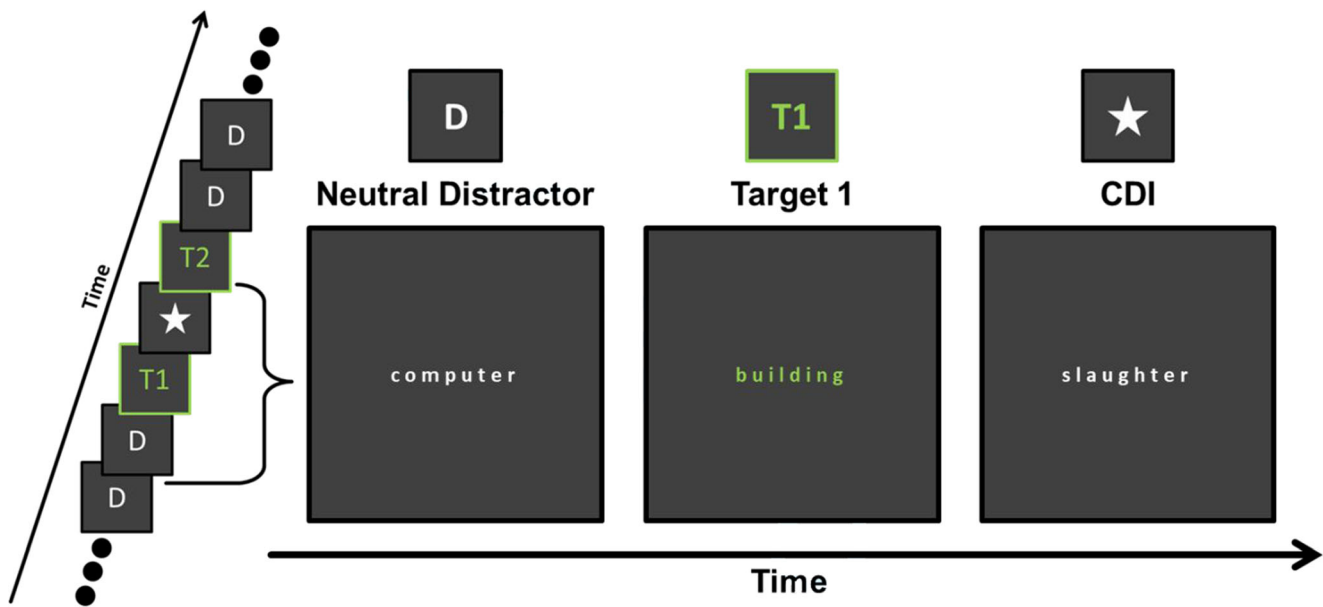 Time
D
D
T2
T1
D
D
D
Neutral Distractor
computer
T1
Target 1
building
CDI
slaughter
Time